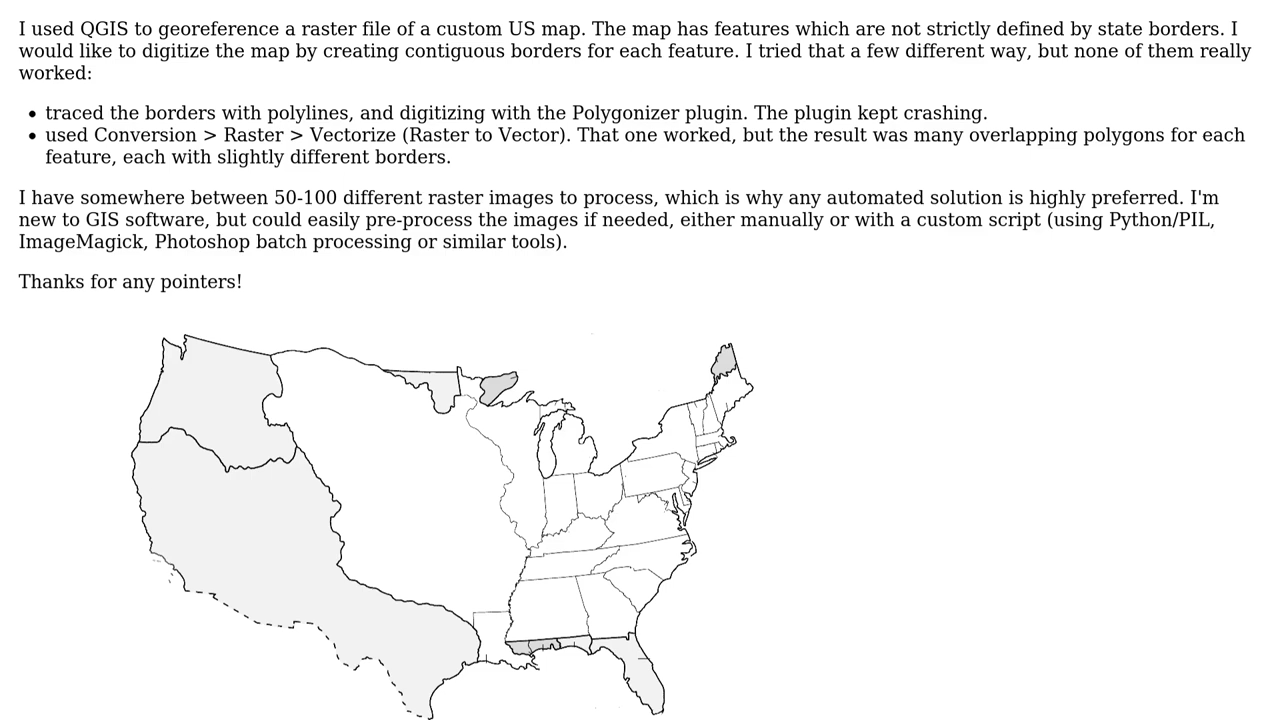 I used QGIS to georeference a raster file of a custom US map. The map has features which are not strictly defined by state borders. I
would like to digitize the map by creating contiguous borders for each feature. I tried that a few different way, but none of them really
worked:
• traced the borders with polylines, and digitizing with the Polygonizer plugin. The plugin kept crashing.
• used Conversion > Raster > Vectorize (Raster to Vector). That one worked, but the result was many overlapping polygons for each
feature, each with slightly different borders.
I have somewhere between 50-100 different raster images to process, which is why any automated solution is highly preferred. I'm
new to GIS software, but could easily pre-process the images if needed, either manually or with a custom script (using Python/PIL,
ImageMagick, Photoshop batch processing or similar tools).
Thanks for any pointers!